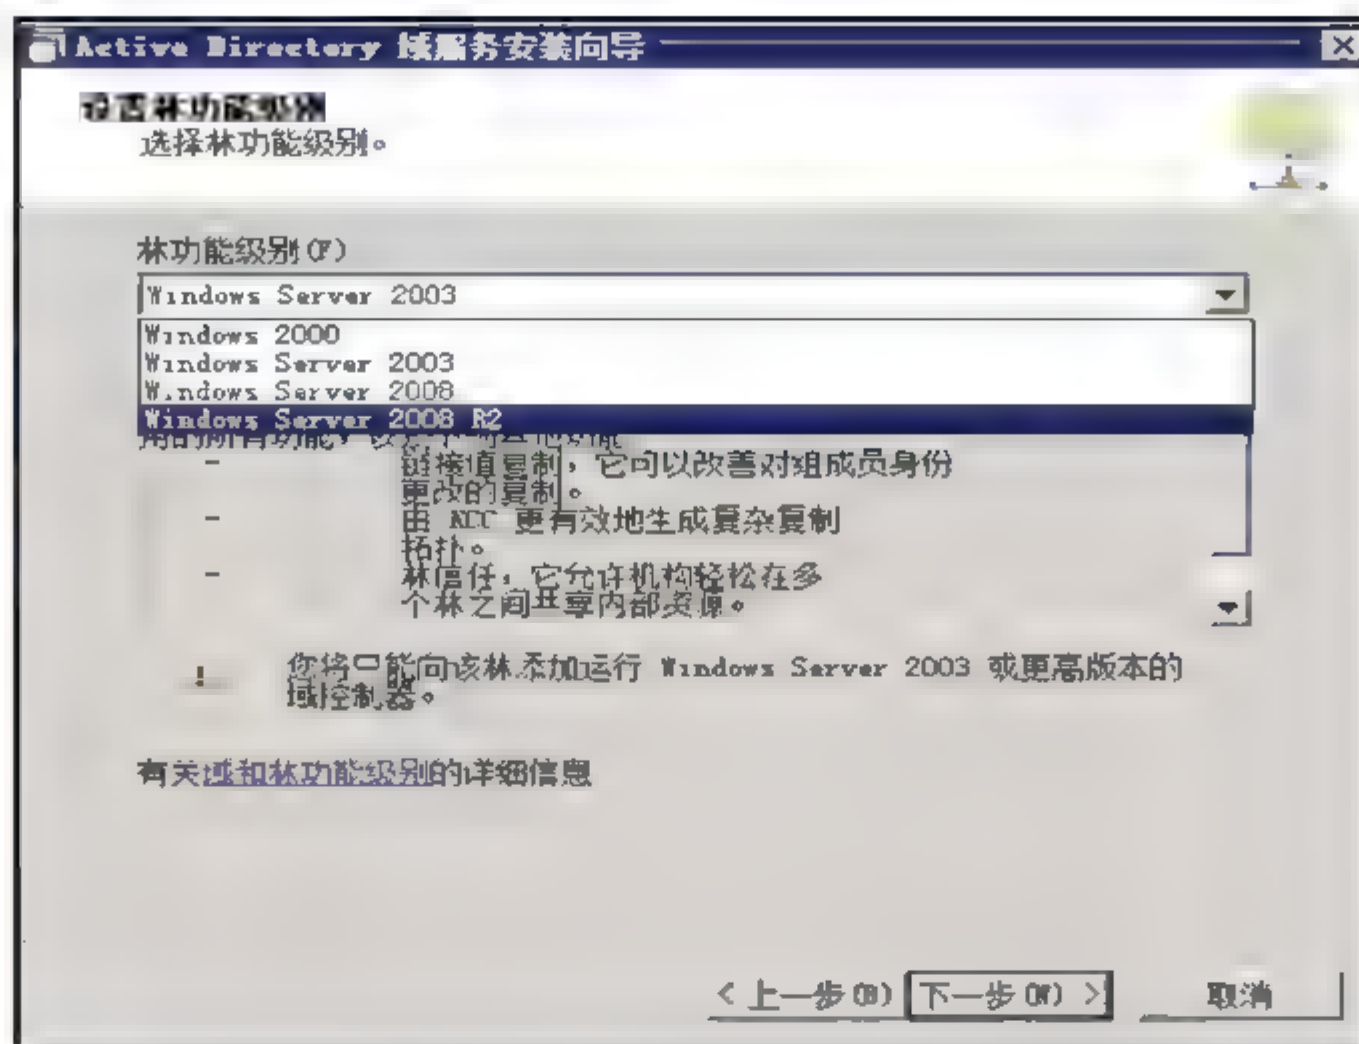 Active Directory 域服务安装向导
设置林功能级别
选择林功能级别。
林功能级别(F)
Windows Server 2003
Windows 2000
Windows Server 2003
Windows Server 2008
Windows Server 2008 R2
- 链接值复制，它可以改善对组成员身份
更改的复制。
- 由 KCC 更有效地生成复杂复制
拓扑。
- 林信任，它允许机构轻松在多
个林之间共享内部资源。
您将只能向该林添加运行 Windows Server 2003 或更高版本的
域控制器。
有关域和林功能级别的详细信息
< 上一步(B) 下一步(N) > 取消